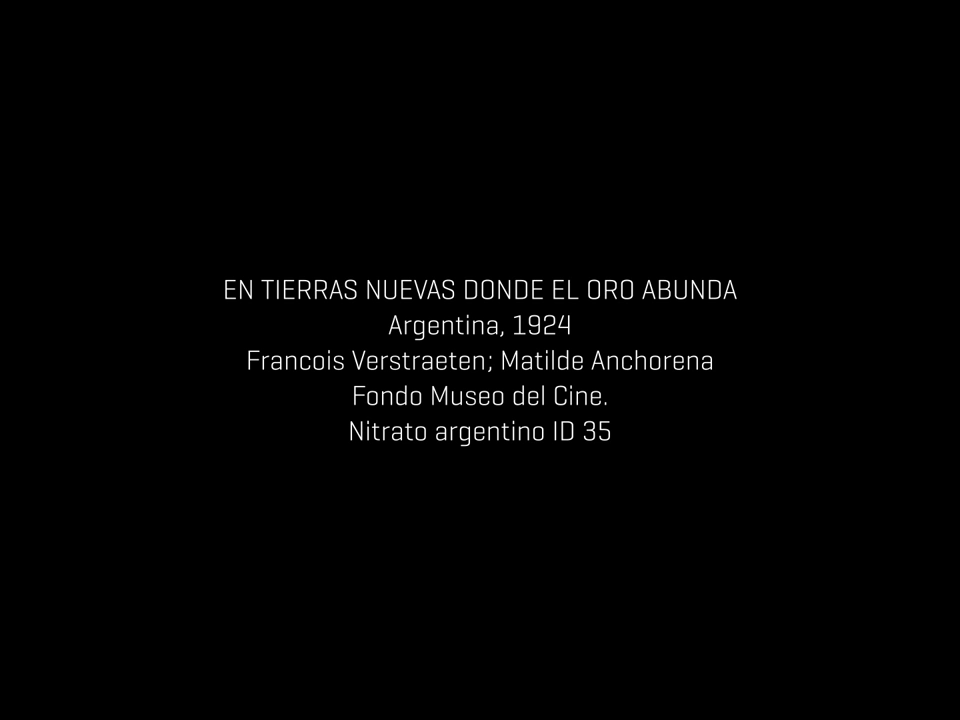 EN TIERRAS NUEVAS DONDE EL ORO ABUNDA
Argentina, 1924
Francois Verstraeten; Matilde Anchorena
Fondo Museo del Cine.
Nitrato argentino ID 35